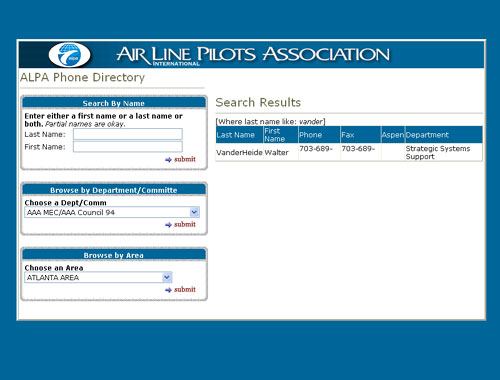 AIR LINE PILOTS ASSOCIATION
INTERNATIONAL
ALPA Phone Directory
Search By Name
Enter either a first name or a last name or
both. Partial names are okay.
Last Name:
First Name:
submit
Browse by Department/Committe
Choose a Dept/Comm
AAA MEC/AAA Council 94
submit
Browse by Area
Choose an Area
ATLANTA AREA
submit
Search Results
[Where last name like: vander]
Last Name First Name Phone Fax Aspen Department
VanderHeide Walter 703-689- 703-689- Strategic Systems
Support